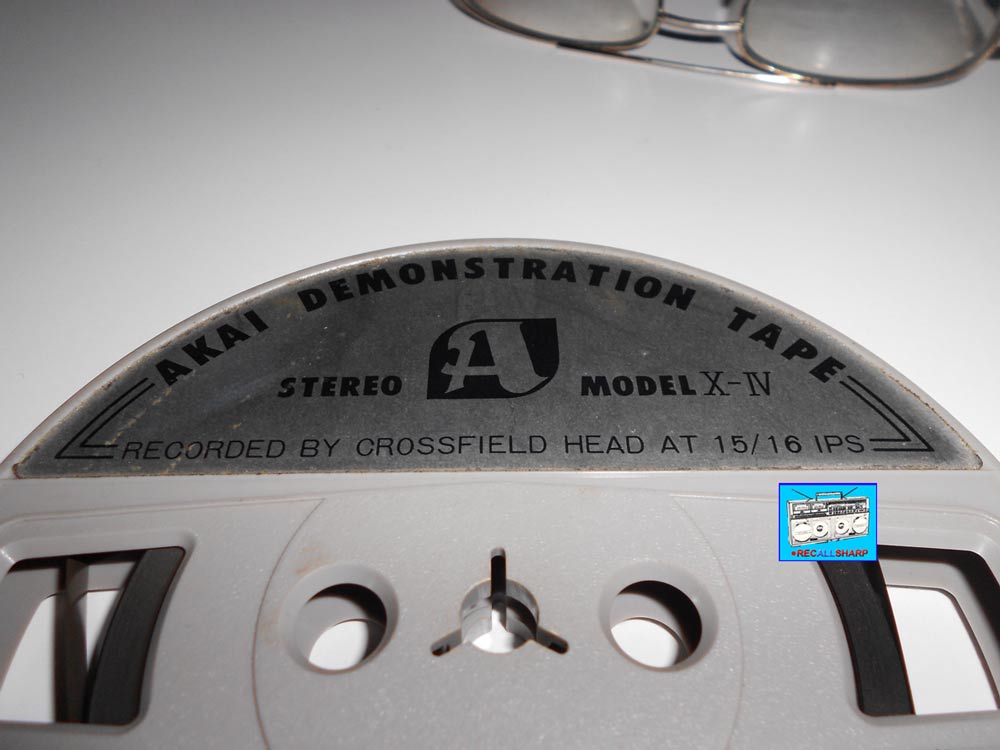 AKAI DEMONSTRATION TAPE
STEREO A MODEL X-IV
RECORDED BY CROSSFIELD HEAD AT 15/16 IPS
RECALLSHARP